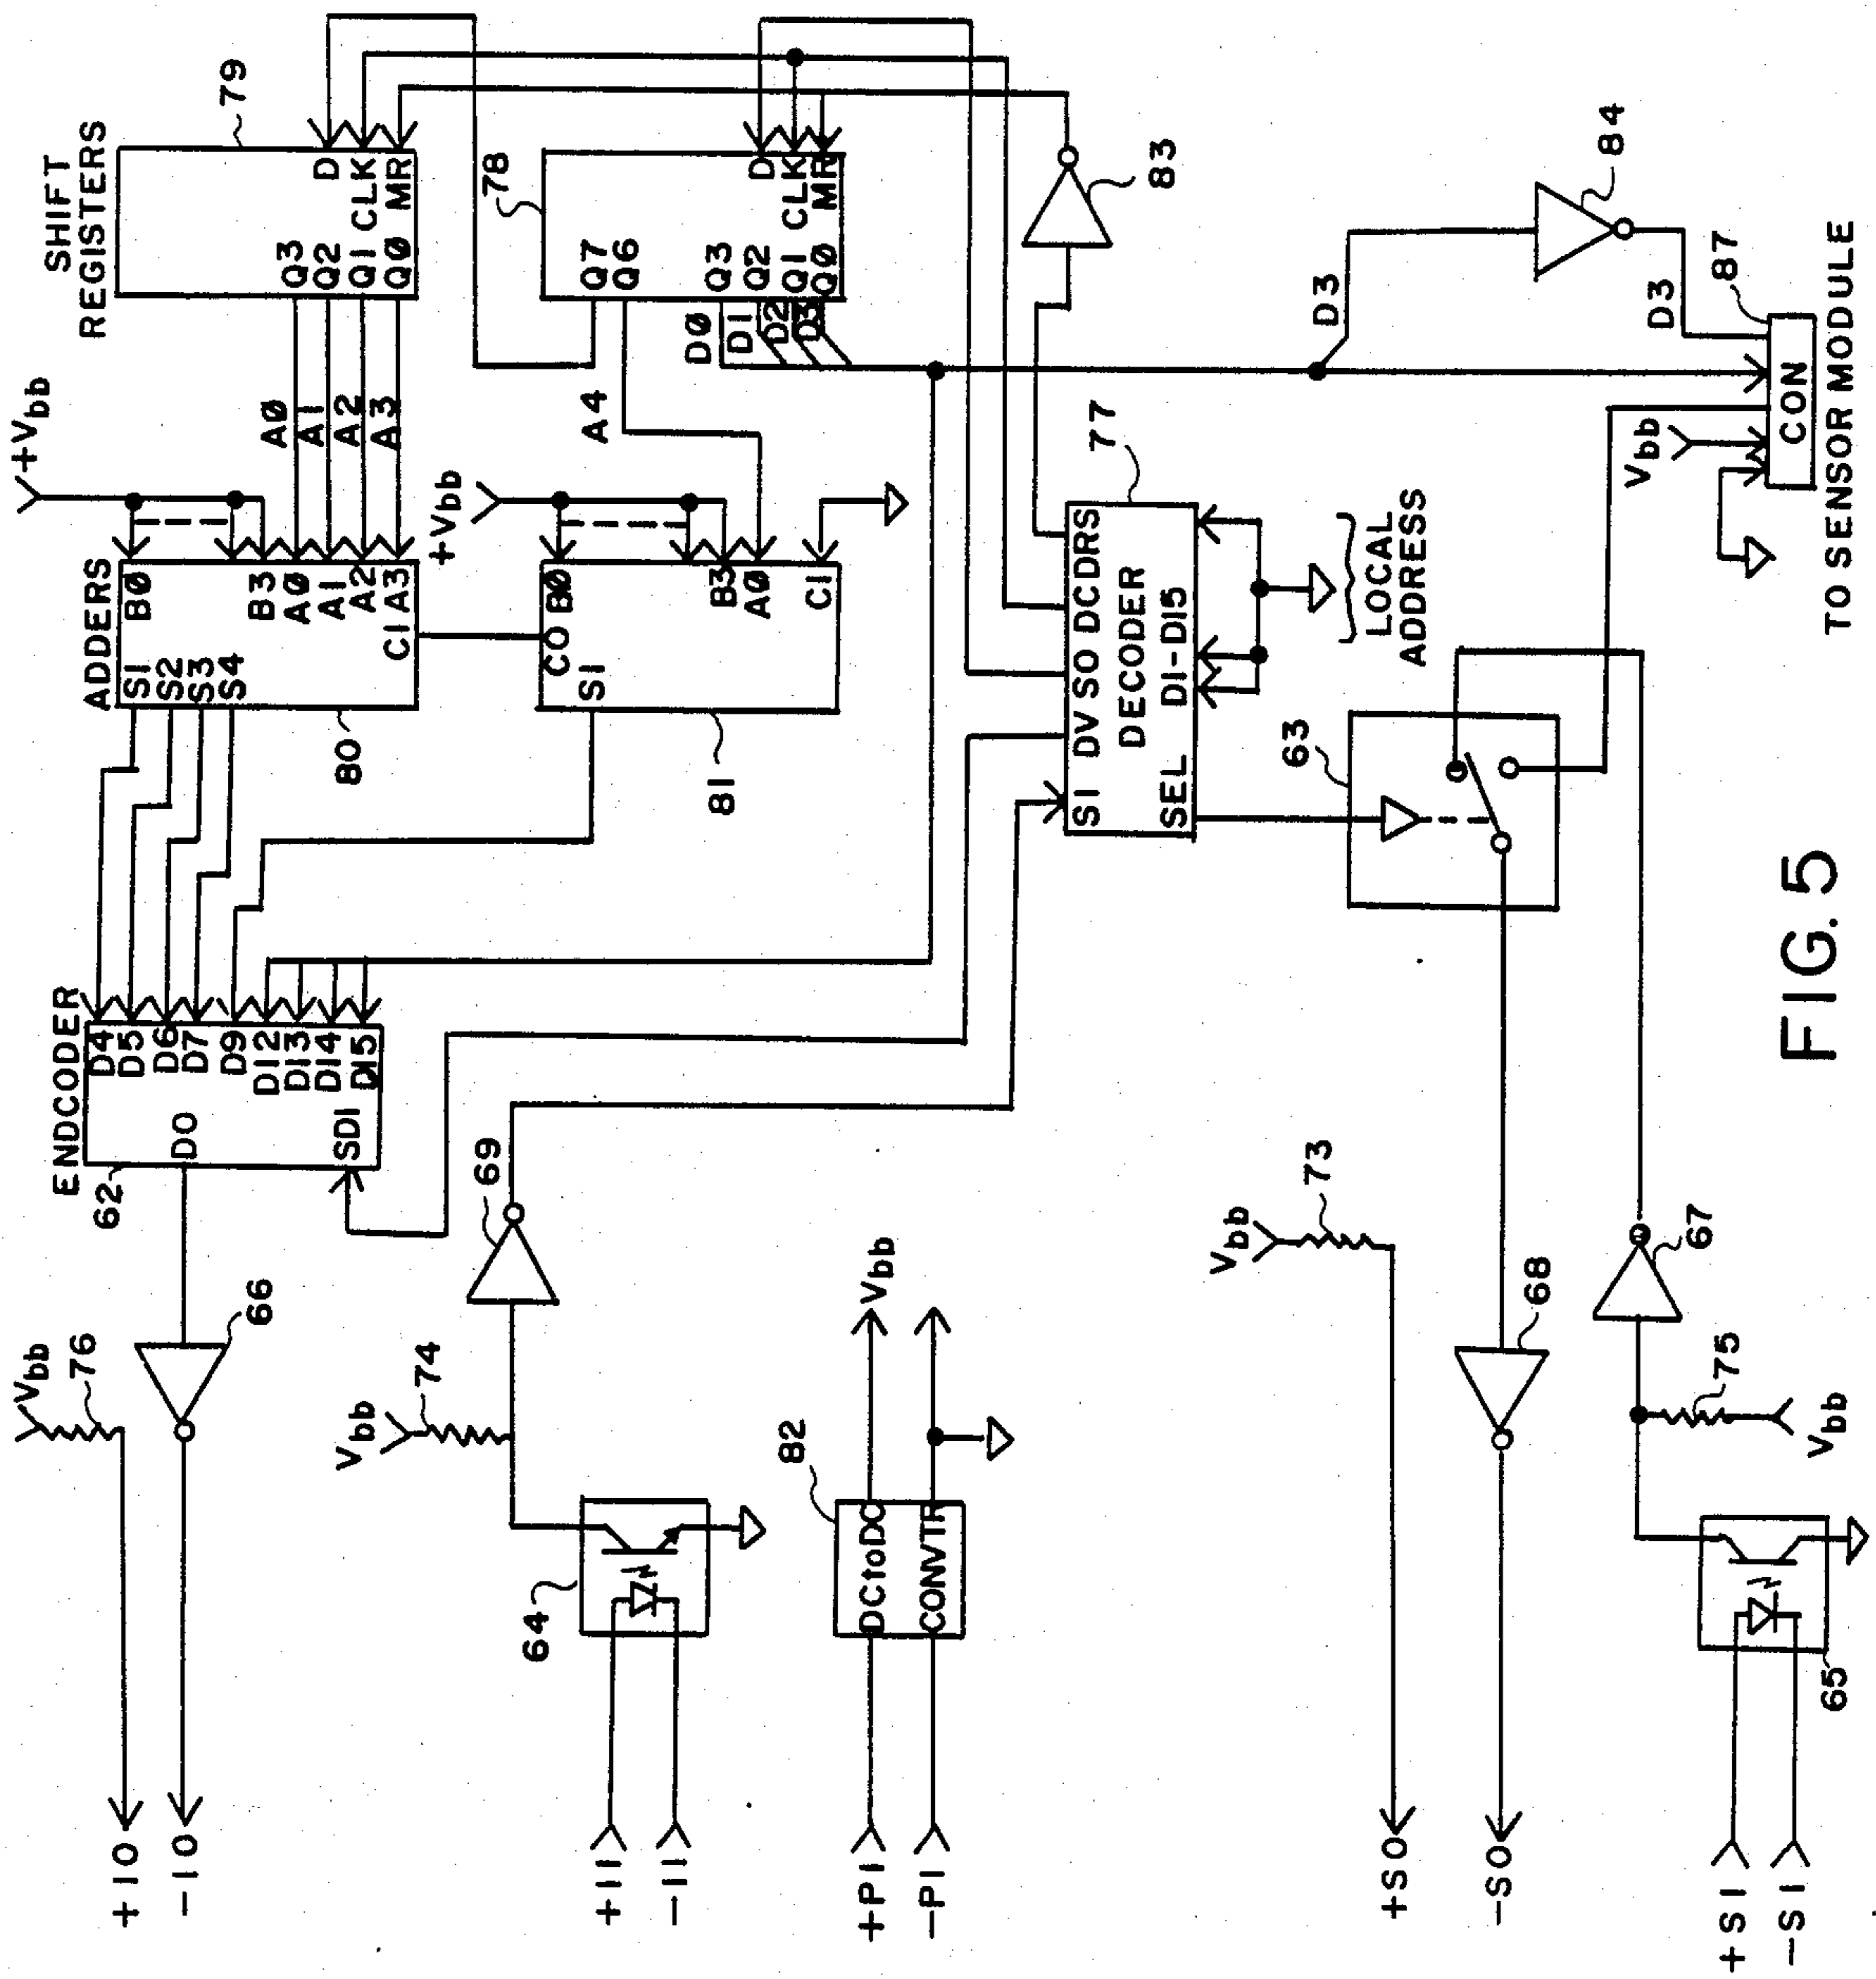 SHIFT
REGISTERS
79
Q3
Q2
Q1
Q0
D
CLK
MR
+Vbb
A0
A1
A2
A3
ADDERS
B0
B3
A0
A1
A2
A3
CI
S1
S2
S3
S4
80
78
Q7
Q6
Q3
Q2
Q1
Q0
D
CLK
MR
D0
D1
D2
D3
A4
+Vbb
CO
B0
B3
A0
CI
S1
81
ENDCODER
D4
D5
D6
D7
D9
D12
D13
D14
D15
DO
SDI
62
Vbb
76
66
+IO
-IO
83
77
SI DV SO DC DRS
DECODER
SEL DI-D15
LOCAL
ADDRESS
69
Vbb
74
64
+II
-II
82
DCtoDC
CONVTR
Vbb
+PI
-PI
63
D3
84
D3
87
CON
Vbb
TO SENSOR MODULE
Vbb
73
68
67
75
Vbb
65
+SO
-SO
+SI
-SI
FIG. 5